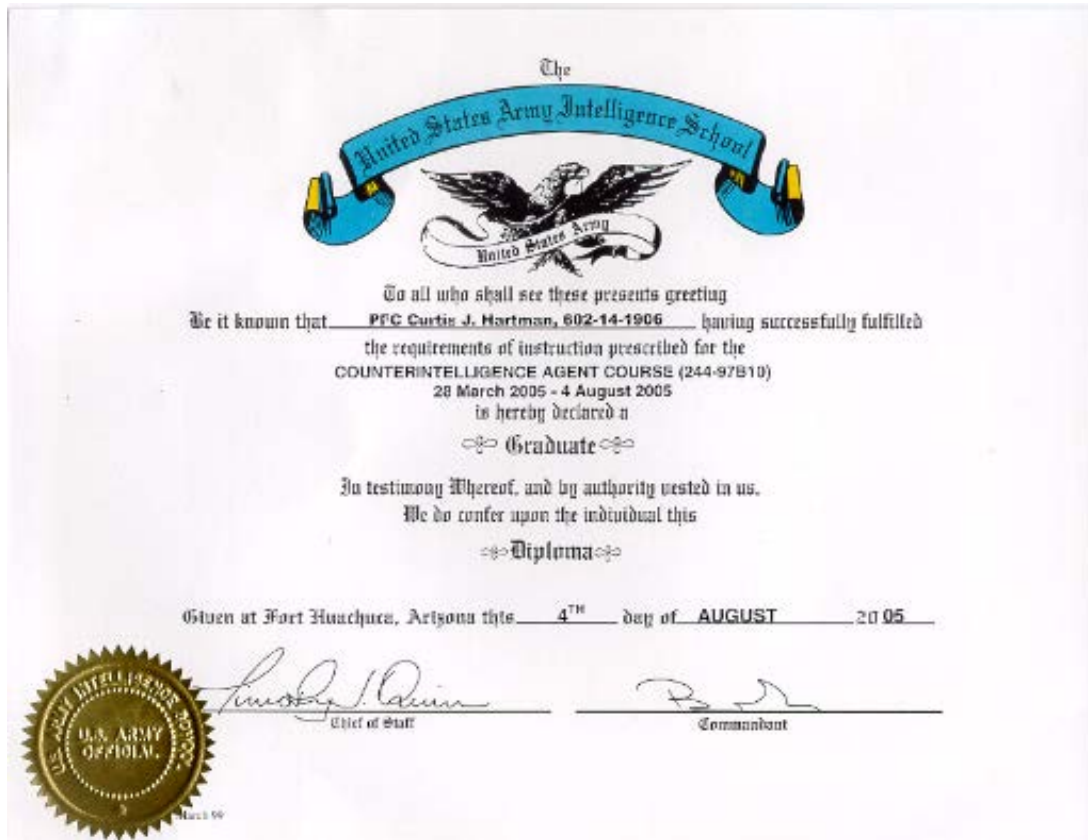 The
United States Army Intelligence School
United States Army
To all who shall see these presents greeting
Be it known that PFC Curtis J. Hartman, 602-14-1906 having successfully fulfilled
the requirements of instruction prescribed for the
COUNTERINTELLIGENCE AGENT COURSE (244-97B10)
28 March 2005 - 4 August 2005
is hereby declared a
Graduate
In testimony Whereof, and by authority vested in us,
We do confer upon the individual this
Diploma
Given at Fort Huachuca, Arizona this 4TH day of AUGUST 20 05
Chief of Staff Commandant
U.S. ARMY INTELLIGENCE SCHOOL
U.S. ARMY
OFFICIAL
March 99